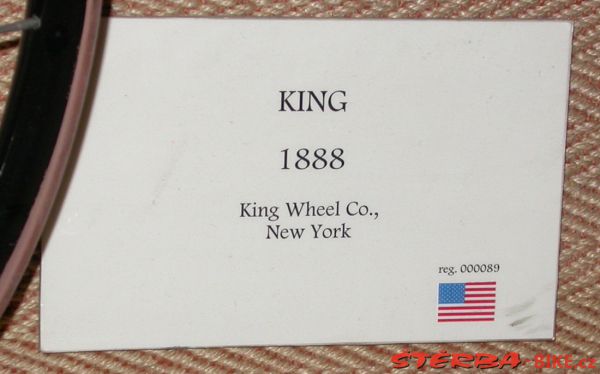 KING
1888
King Wheel Co.,
New York
reg. 000089
STERBA-BIKE.cz